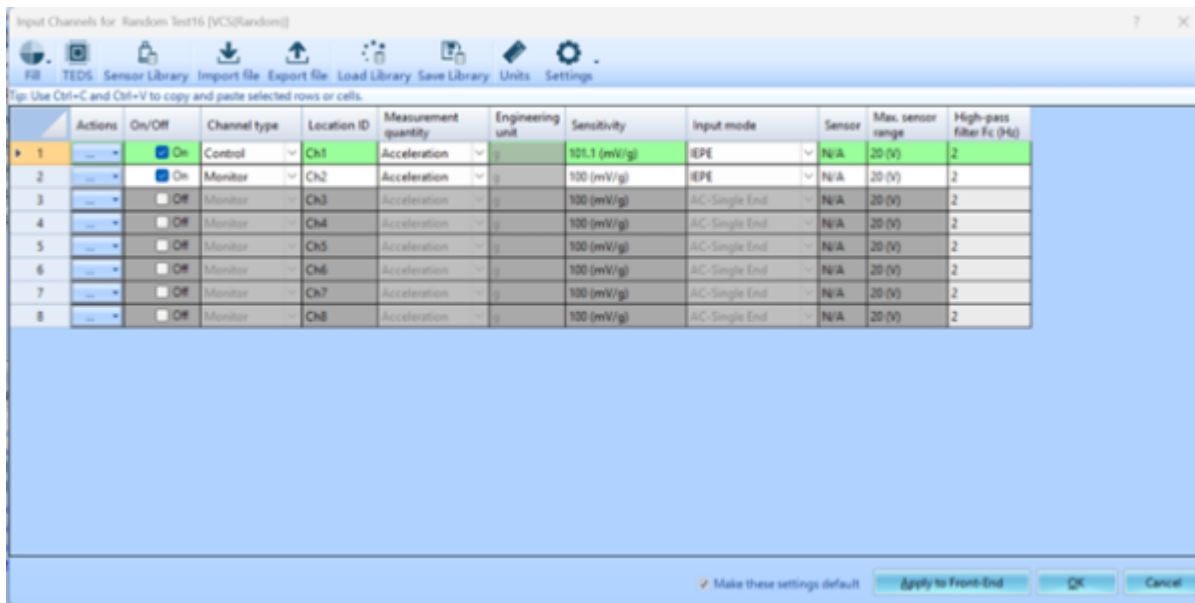 Input Channels for Random Test16 [VCS(Random)]
Fill TEDS Sensor Library Import file Export file Load Library Save Library Units Settings
Tip: Use Ctrl+C and Ctrl+V to copy and paste selected rows or cells.
Actions On/Off Channel type Location ID Measurement quantity Engineering unit Sensitivity Input mode Sensor Max. sensor range High-pass filter Fc (Hz)
1 ... On Control Ch1 Acceleration g 101.1 (mV/g) IEPE N/A 20 (V) 2
2 ... On Monitor Ch2 Acceleration g 100 (mV/g) IEPE N/A 20 (V) 2
3 ... Off Monitor Ch3 Acceleration g 100 (mV/g) AC-Single End N/A 20 (V) 2
4 ... Off Monitor Ch4 Acceleration g 100 (mV/g) AC-Single End N/A 20 (V) 2
5 ... Off Monitor Ch5 Acceleration g 100 (mV/g) AC-Single End N/A 20 (V) 2
6 ... Off Monitor Ch6 Acceleration g 100 (mV/g) AC-Single End N/A 20 (V) 2
7 ... Off Monitor Ch7 Acceleration g 100 (mV/g) AC-Single End N/A 20 (V) 2
8 ... Off Monitor Ch8 Acceleration g 100 (mV/g) AC-Single End N/A 20 (V) 2
Make these settings default Apply to Front-End OK Cancel